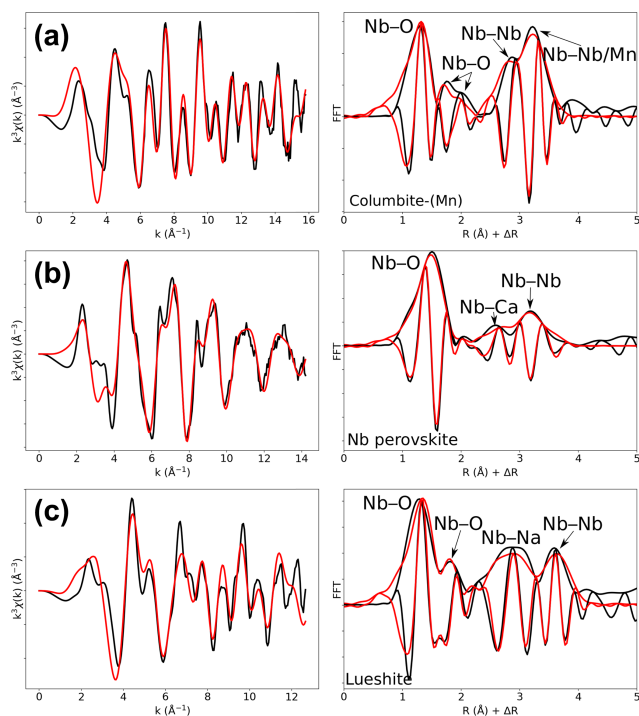 (a)
k³χ(k) (Å⁻³)
0 2 4 6 8 10 12 14 16
k (Å⁻¹)
FFT
Nb–O
Nb–O
Nb–Nb
Nb–Nb/Mn
Columbite-(Mn)
0 1 2 3 4 5
R (Å) + ΔR
(b)
k³χ(k) (Å⁻³)
0 2 4 6 8 10 12 14
k (Å⁻¹)
FFT
Nb–O
Nb–Ca
Nb–Nb
Nb perovskite
0 1 2 3 4 5
R (Å) + ΔR
(c)
k³χ(k) (Å⁻³)
0 2 4 6 8 10 12
k (Å⁻¹)
FFT
Nb–O
Nb–O
Nb–Na
Nb–Nb
Lueshite
0 1 2 3 4 5
R (Å) + ΔR